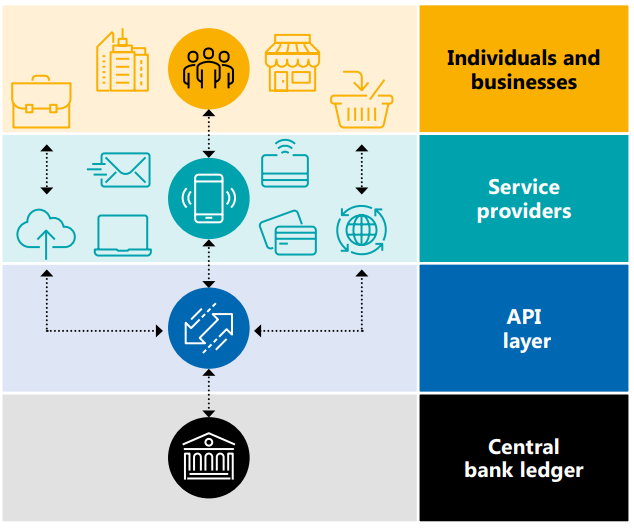 Individuals and
businesses
Service
providers
API
layer
Central
bank ledger